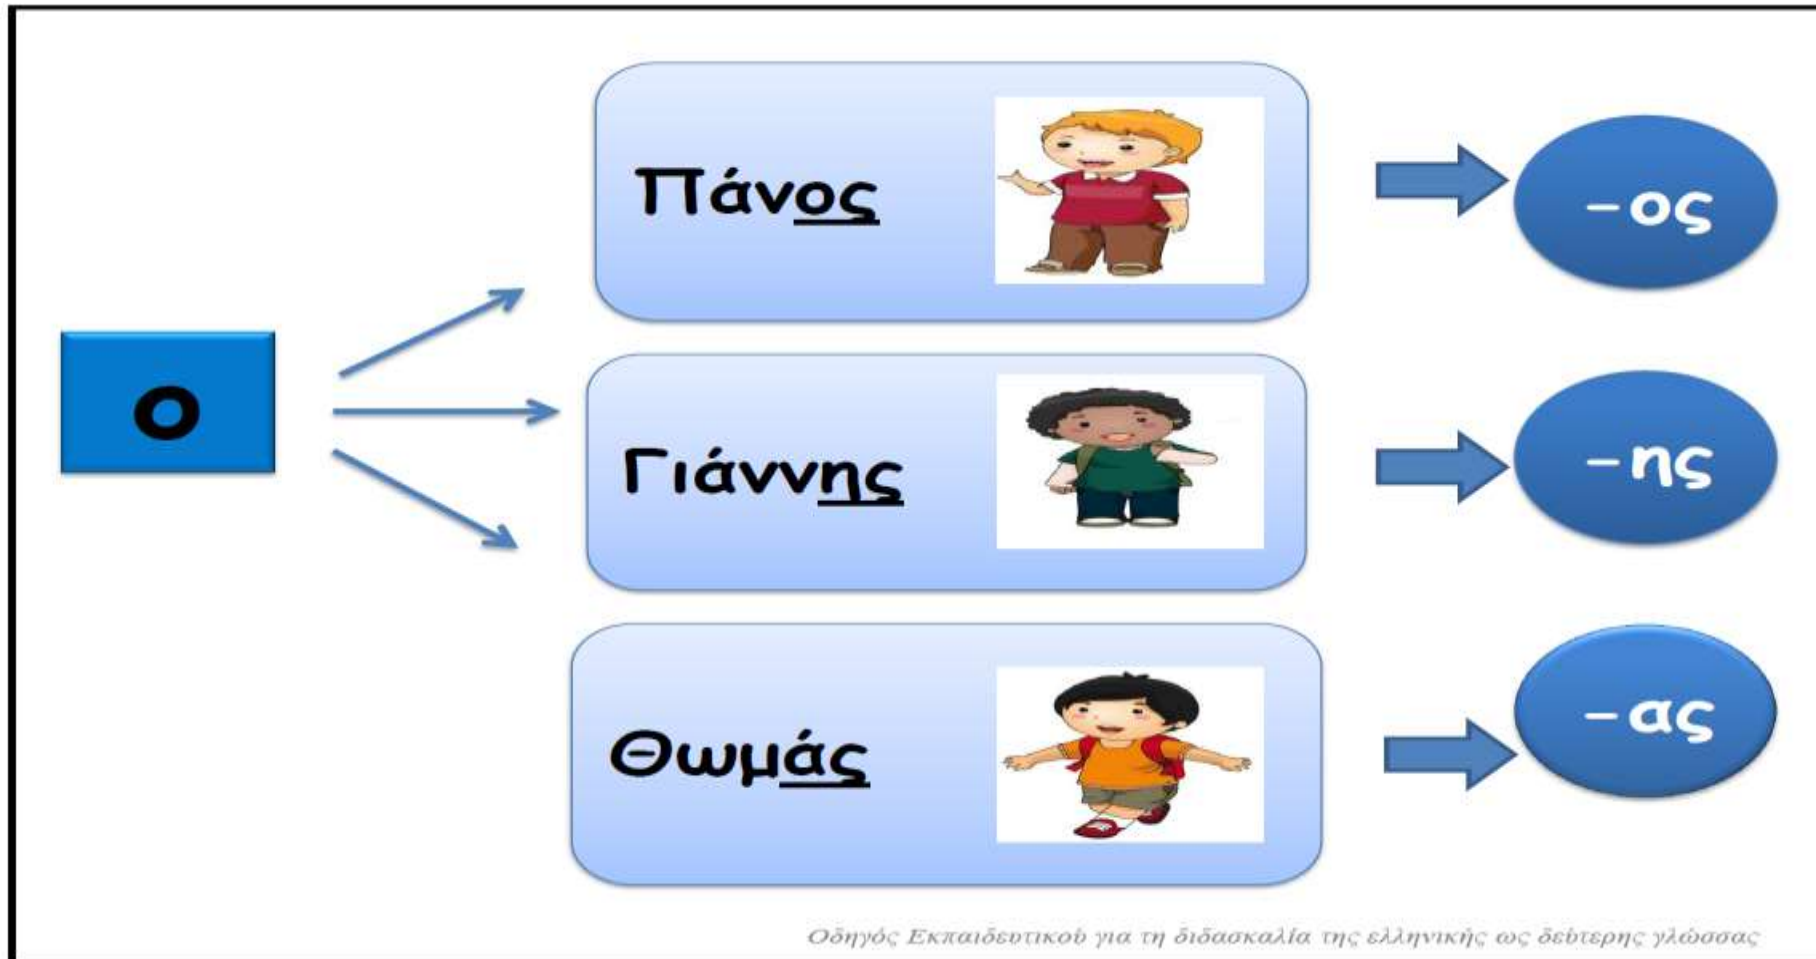 ο
Πάνος
-ος
Γιάννης
-ης
Θωμάς
-ας
Οδηγός Εκπαιδευτικού για τη διδασκαλία της ελληνικής ως δεύτερης γλώσσας